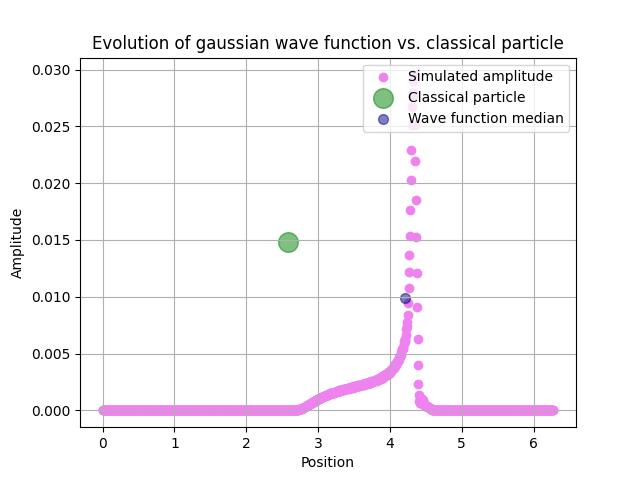 Evolution of gaussian wave function vs. classical particle
0.030
0.025
0.020
0.015
0.010
0.005
0.000
Amplitude
Simulated amplitude
Classical particle
Wave function median
0 1 2 3 4 5 6
Position